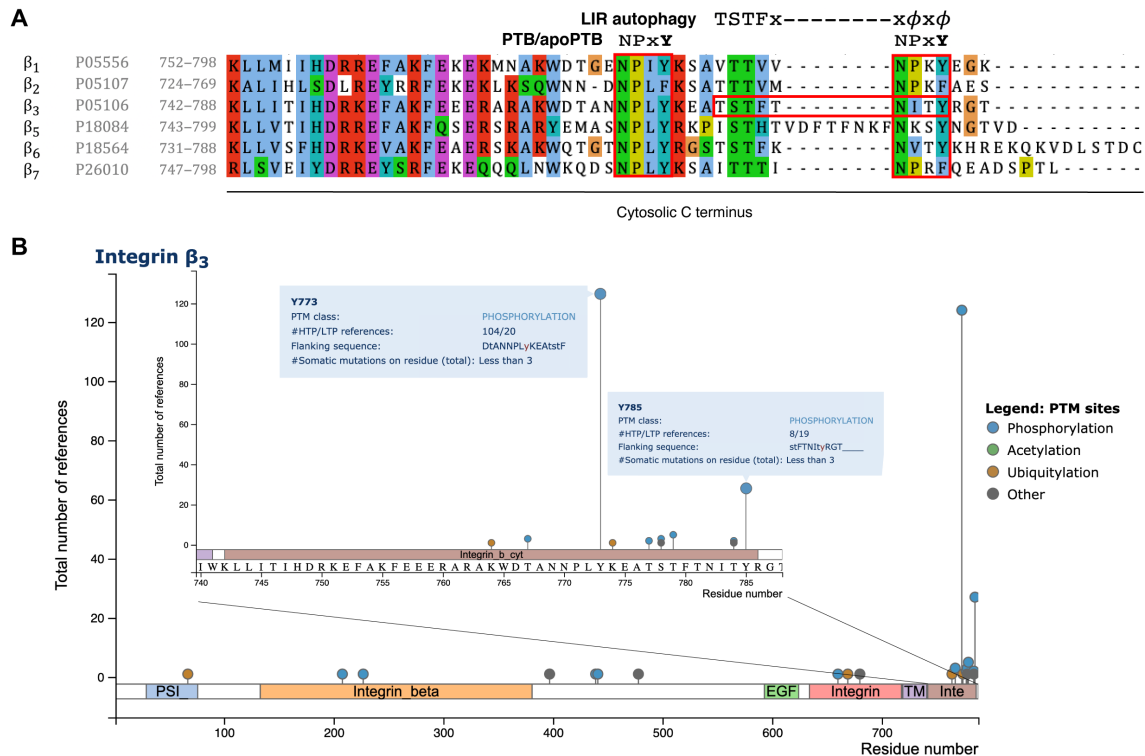 A
LIR autophagy TSTFx----------xϕxϕ
PTB/apoPTB NPxY NPxY
β1 P05556 752–798 KLLMIIHDRREFAKFEKEKMNAKWDTGENPIYKSAVTTVV--------NPKYEGK-----------
β2 P05107 724–769 KALIHLSDLREYRRFEKEKLKSQWNN-DNPLFKSATTTVM--------NPKFAES-----------
β3 P05106 742–788 KLLITIHDRREFAKFEEERARAKWDTANNPLYKEATSTFT--------NITYRGT-----------
β5 P18084 743–799 KLLVTIHDRREFAKFQSERSRARYEMASNPLYRKPISTHTVDFTFNKFNKSYNGTVD---------
β6 P18564 731–788 KLLVSFHDRREFAKFEAERSKAKWQTGTNPLYRGSTSTFK--------NVTYKHREKQKVDLSTDC
β7 P26010 747–798 RLSVEIYDRREYSRFEKEQQQLNWKQDSNPLYKSAITTTI--------NPRFQEADSPTL------
Cytosolic C terminus
B
Integrin β3
Total number of references
0
20
40
60
80
100
120
Total number of references
0
20
40
60
80
100
120
Y773
PTM class: PHOSPHORYLATION
#HTP/LTP references: 104/20
Flanking sequence: DtANNPLyKEAtstF
#Somatic mutations on residue (total): Less than 3
Y785
PTM class: PHOSPHORYLATION
#HTP/LTP references: 8/19
Flanking sequence: stFTNItyRGT____
#Somatic mutations on residue (total): Less than 3
Integrin_b_cyt
IWKLLITIHDRKEFAKFEEERARAKWDTANNPLYKEATSTFTNITYRGT
740 745 750 755 760 765 770 775 780 785
Residue number
Legend: PTM sites
Phosphorylation
Acetylation
Ubiquitylation
Other
PSI_ Integrin_beta EGF Integrin TM Inte
100 200 300 400 500 600 700
Residue number